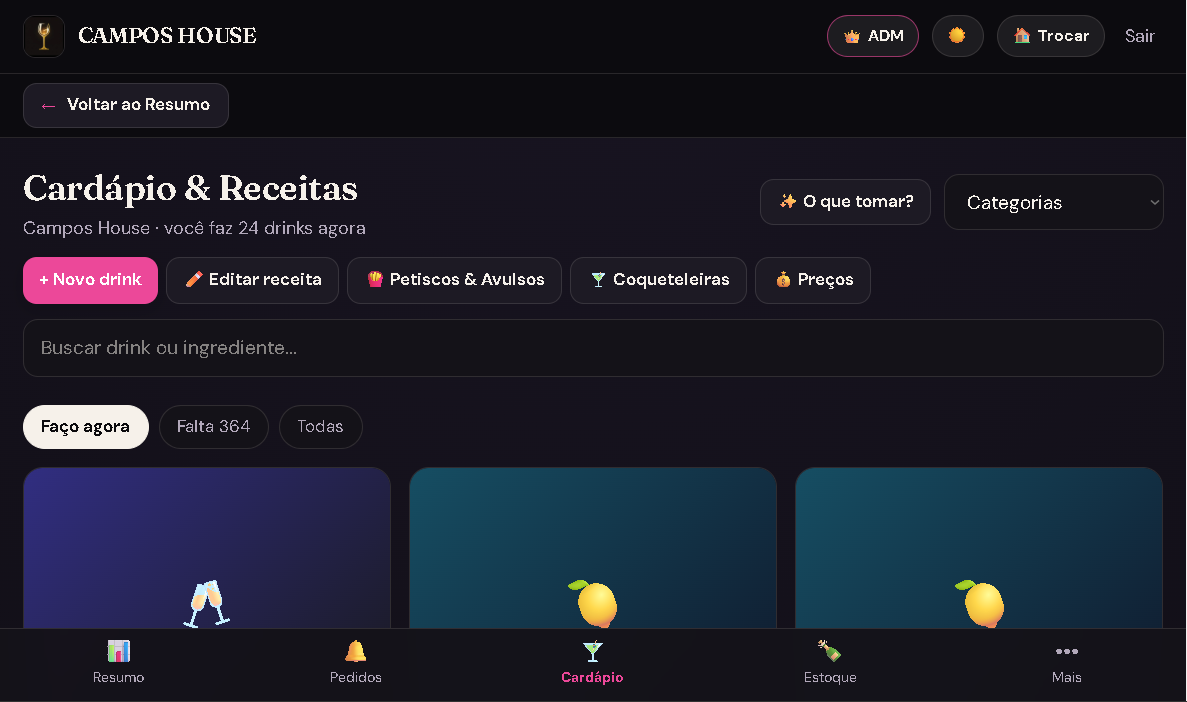 CAMPOS HOUSE
ADM
Trocar
Sair
← Voltar ao Resumo
Cardápio & Receitas
Campos House · você faz 24 drinks agora
O que tomar?
Categorias
+ Novo drink
Editar receita
Petiscos & Avulsos
Coqueteleiras
Preços
Buscar drink ou ingrediente...
Faço agora
Falta 364
Todas
Resumo
Pedidos
Cardápio
Estoque
Mais